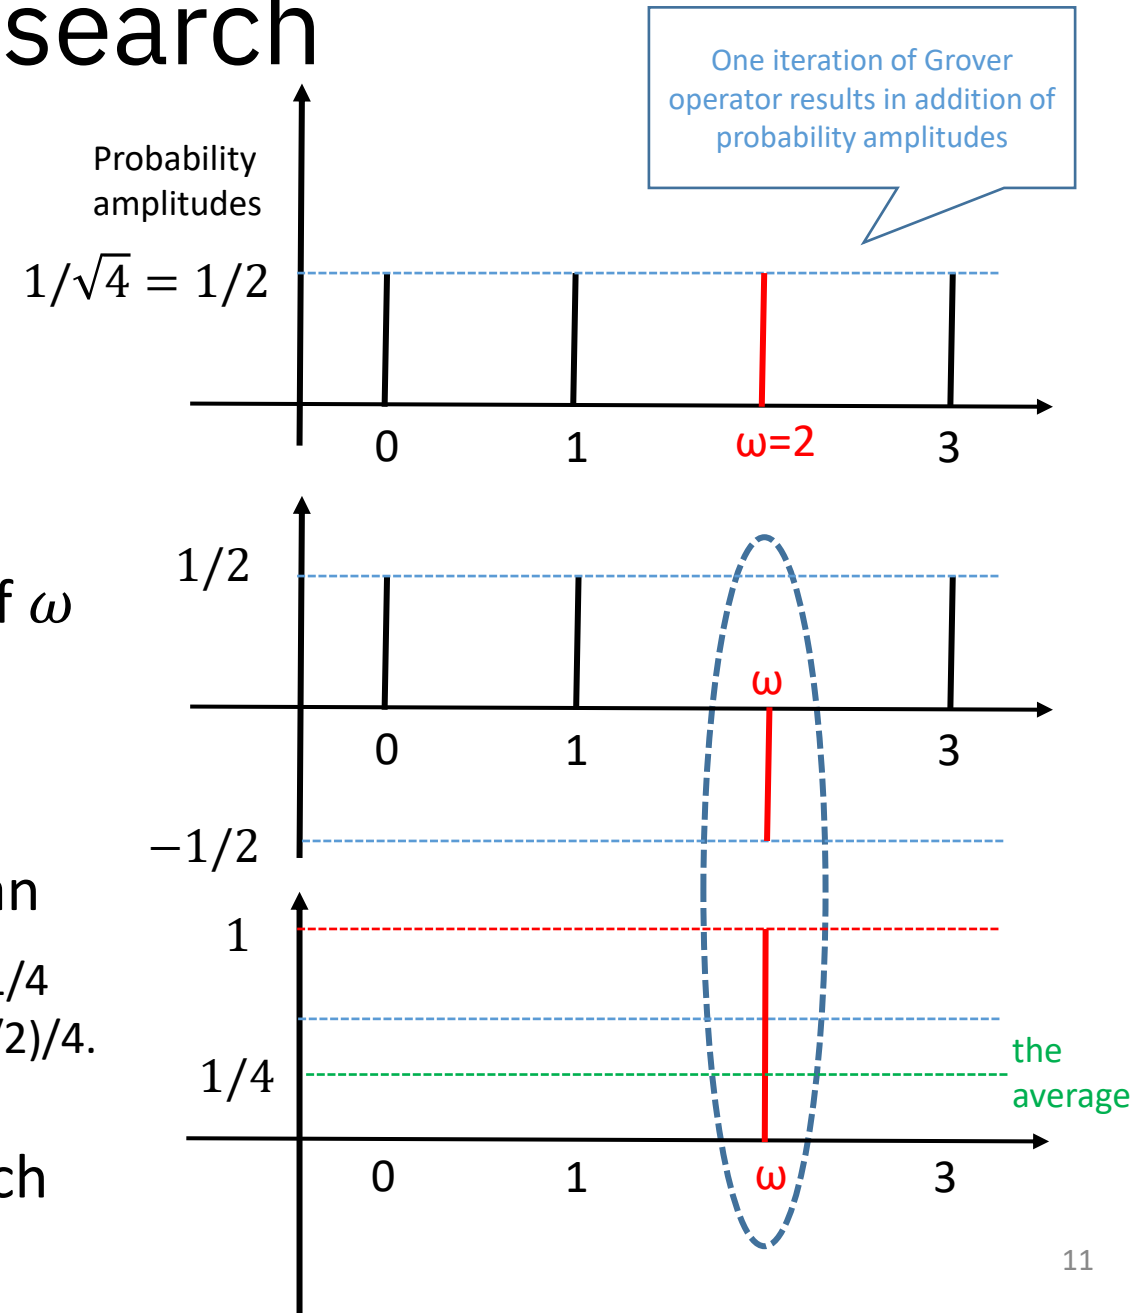 search
One iteration of Grover
operator results in addition of
probability amplitudes
Probability
amplitudes
1/√4 = 1/2
0 1 ω=2 3
1/2
ω
ω
0 1 3
−1/2
1
/4
/2)/4.
the
1/4
average
ch
0 1 ω 3
11